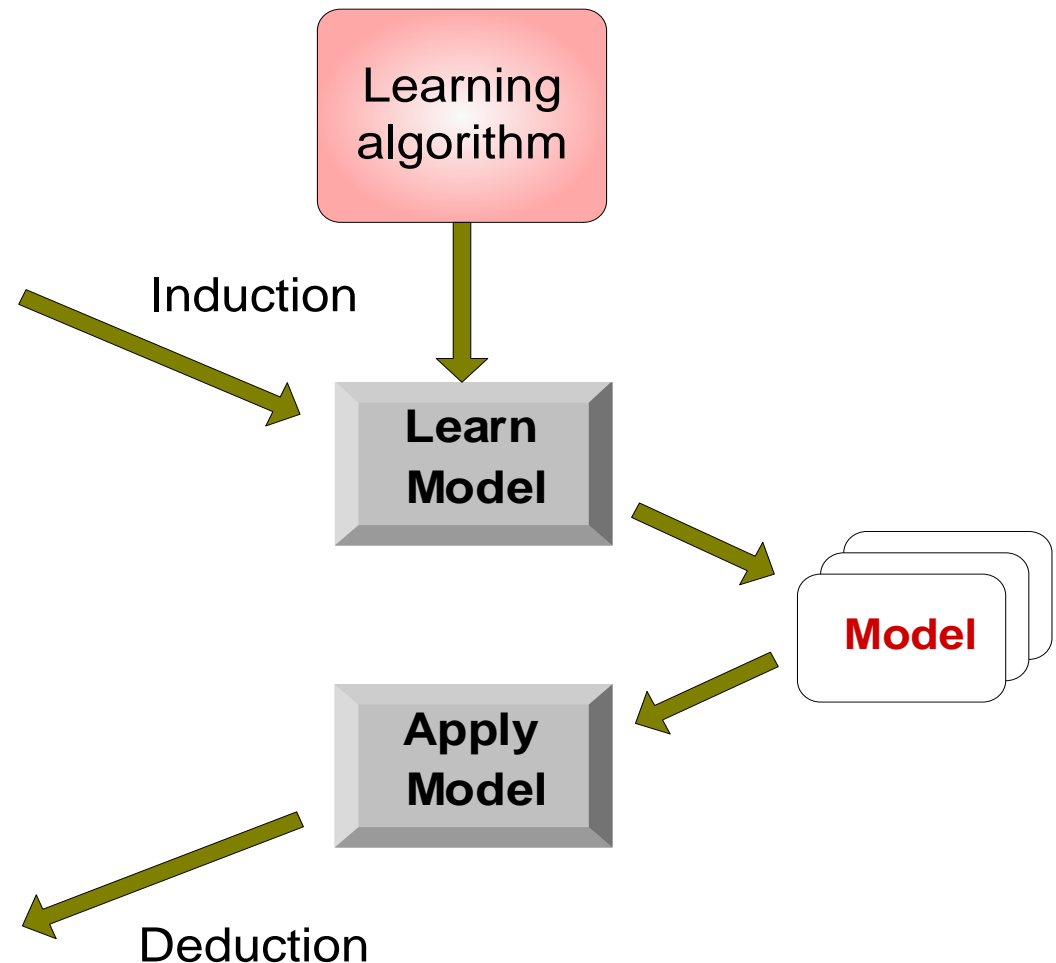 Learning
algorithm
Induction
Learn
Model
Model
Apply
Model
Deduction